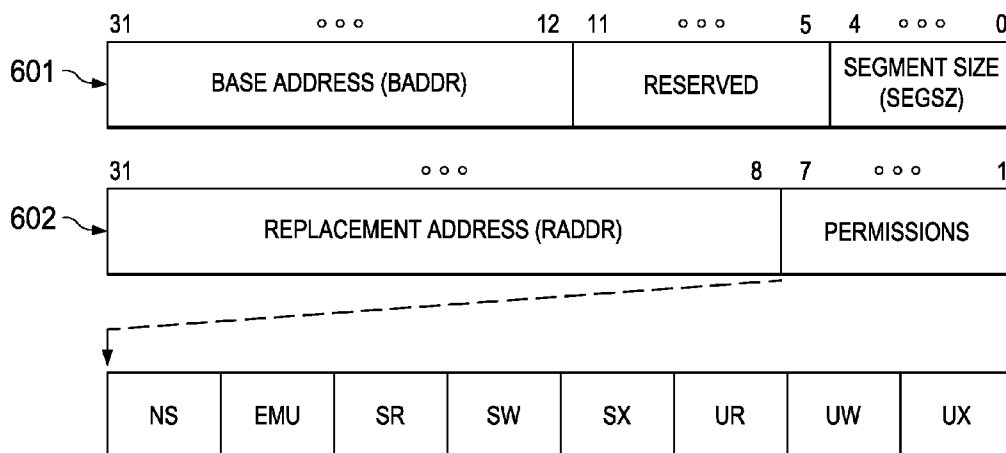 31 ○ ○ ○ 12 11 ○ ○ ○ 5 4 ○ ○ ○ 0
601 BASE ADDRESS (BADDR) RESERVED SEGMENT SIZE (SEGSZ)
31 ○ ○ ○ 8 7 ○ ○ ○ 1
602 REPLACEMENT ADDRESS (RADDR) PERMISSIONS
NS EMU SR SW SX UR UW UX